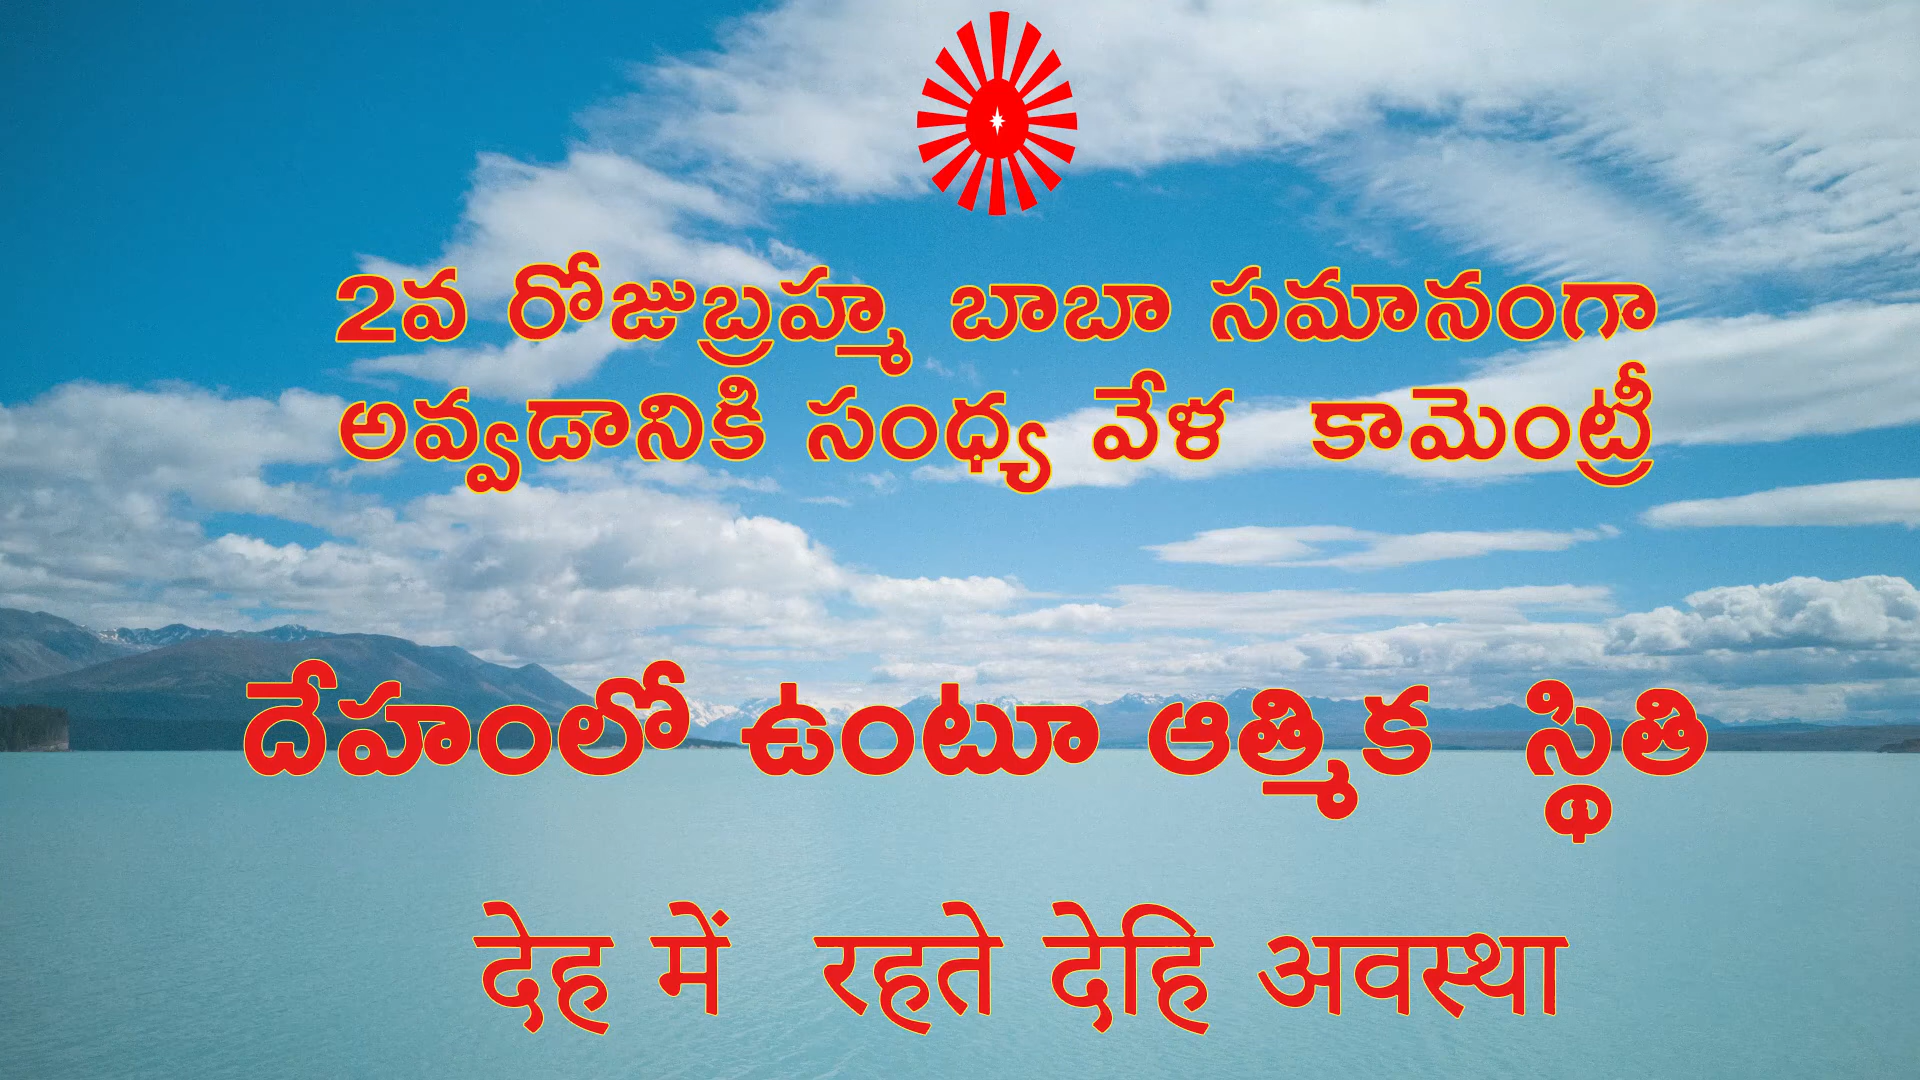 2వ రోజుబ్రహ్మ బాబా సమానంగా
అవ్వడానికి సంధ్య వేళ కామెంట్రీ
దేహంలో ఉంటూ ఆత్మిక స్థితి
देह में रहते देहि अवस्था